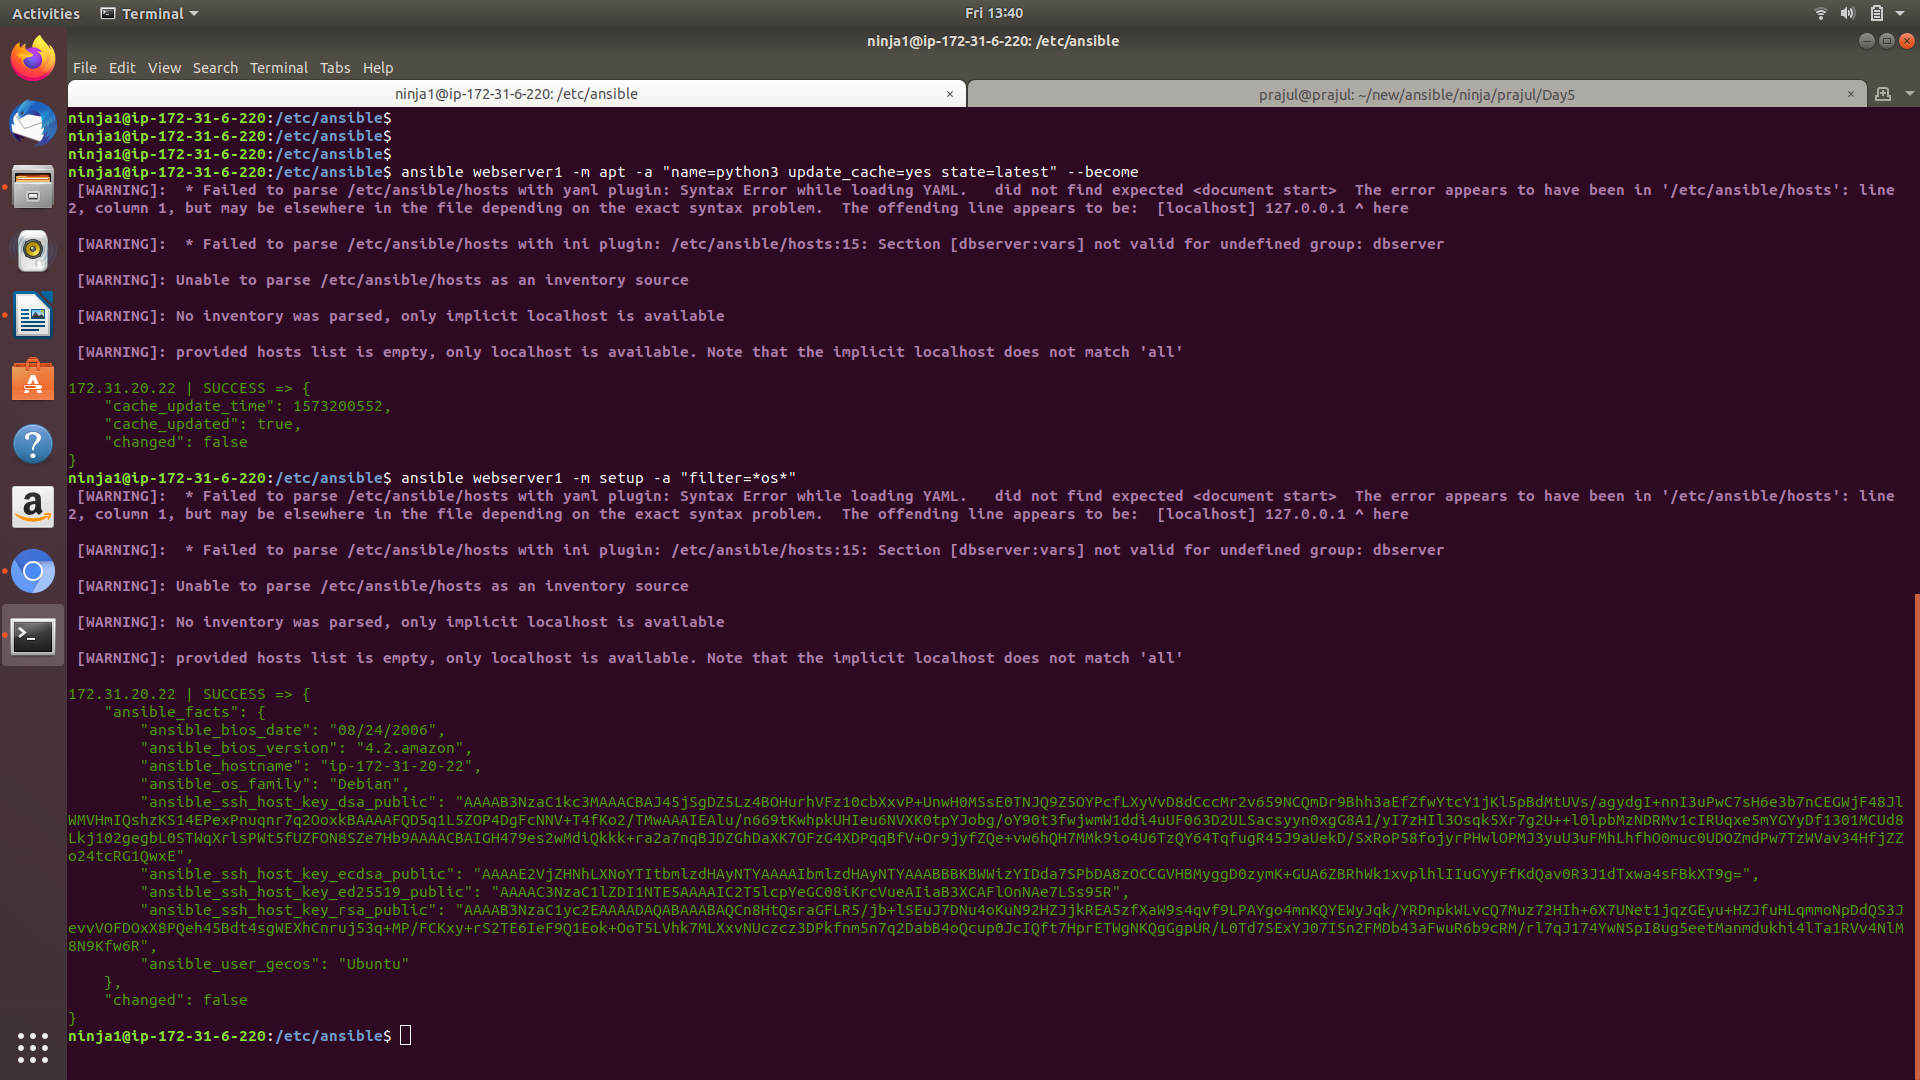 Activities Terminal Fri 13:40
ninja1@ip-172-31-6-220: /etc/ansible
File Edit View Search Terminal Tabs Help
ninja1@ip-172-31-6-220: /etc/ansible × prajul@prajul: ~/new/ansible/ninja/prajul/Day5 ×
ninja1@ip-172-31-6-220:/etc/ansible$
ninja1@ip-172-31-6-220:/etc/ansible$
ninja1@ip-172-31-6-220:/etc/ansible$
ninja1@ip-172-31-6-220:/etc/ansible$ ansible webserver1 -m apt -a "name=python3 update_cache=yes state=latest" --become
[WARNING]:  * Failed to parse /etc/ansible/hosts with yaml plugin: Syntax Error while loading YAML.   did not find expected <document start>  The error appears to have been in '/etc/ansible/hosts': line
2, column 1, but may be elsewhere in the file depending on the exact syntax problem.  The offending line appears to be:  [localhost] 127.0.0.1 ^ here
[WARNING]:  * Failed to parse /etc/ansible/hosts with ini plugin: /etc/ansible/hosts:15: Section [dbserver:vars] not valid for undefined group: dbserver
[WARNING]: Unable to parse /etc/ansible/hosts as an inventory source
[WARNING]: No inventory was parsed, only implicit localhost is available
[WARNING]: provided hosts list is empty, only localhost is available. Note that the implicit localhost does not match 'all'
172.31.20.22 | SUCCESS => {
    "cache_update_time": 1573200552,
    "cache_updated": true,
    "changed": false
}
ninja1@ip-172-31-6-220:/etc/ansible$ ansible webserver1 -m setup -a "filter=*os*"
[WARNING]:  * Failed to parse /etc/ansible/hosts with yaml plugin: Syntax Error while loading YAML.   did not find expected <document start>  The error appears to have been in '/etc/ansible/hosts': line
2, column 1, but may be elsewhere in the file depending on the exact syntax problem.  The offending line appears to be:  [localhost] 127.0.0.1 ^ here
[WARNING]:  * Failed to parse /etc/ansible/hosts with ini plugin: /etc/ansible/hosts:15: Section [dbserver:vars] not valid for undefined group: dbserver
[WARNING]: Unable to parse /etc/ansible/hosts as an inventory source
[WARNING]: No inventory was parsed, only implicit localhost is available
[WARNING]: provided hosts list is empty, only localhost is available. Note that the implicit localhost does not match 'all'
172.31.20.22 | SUCCESS => {
    "ansible_facts": {
        "ansible_bios_date": "08/24/2006",
        "ansible_bios_version": "4.2.amazon",
        "ansible_hostname": "ip-172-31-20-22",
        "ansible_os_family": "Debian",
        "ansible_ssh_host_key_dsa_public": "AAAAB3NzaC1kc3MAAACBAJ45jSgDZ5Lz4BOHurhVFz10cbXxvP+UnwH0MSsE0TNJQ9Z5OYPcfLXyVvD8dCccMr2v659NCQmDr9Bhh3aEfZfwYtcY1jKl5pBdMtUVs/agydgI+nnI3uPwC7sH6e3b7nCEGWjF48Jl
WMVHmIQshzKS14EPexPnuqnr7q2OoxkBAAAAFQD5q1L5ZOP4DgFcNNV+T4fKo2/TMwAAAIEAlu/n669tKwhpkUHIeu6NVXK0tpYJobg/oY90t3fwjwmW1ddi4uUF063D2ULSacsyyn0xgG8A1/yI7zHIl3Osqk5Xr7g2U++l0lpbMzNDRMv1cIRUqxe5mYGYyDf1301MCUd8
Lkj102gegbL0STWqXrlsPWt5fUZFON8SZe7Hb9AAAACBAIGH479es2wMdiQkkk+ra2a7nqBJDZGhDaXK7OFzG4XDPqqBfV+Or9jyfZQe+vw6hQH7MMk9io4U6TzQY64TqfugR45J9aUekD/SxRoP58fojyrPHwlOPMJ3yuU3uFMhLhfhO0muc0UDOZmdPw7TzWVav34HfjZZ
o24tcRG1QwxE",
        "ansible_ssh_host_key_ecdsa_public": "AAAAE2VjZHNhLXNoYTItbmlzdHAyNTYAAAAIbmlzdHAyNTYAAABBBKBWWizYIDda7SPbDA8zOCCGVHBMyggD0zymK+GUA6ZBRhWk1xvplhlIIuGYyFfKdQav0R3J1dTxwa4sFBkXT9g=",
        "ansible_ssh_host_key_ed25519_public": "AAAAC3NzaC1lZDI1NTE5AAAAIC2T5lcpYeGC08iKrcVueAIiaB3XCAFlOnNAe7LSs95R",
        "ansible_ssh_host_key_rsa_public": "AAAAB3NzaC1yc2EAAAADAQABAAABAQCn8HtQsraGFLR5/jb+lSEuJ7DNu4oKuN92HZJjkREA5zfXaW9s4qvf9LPAYgo4mnKQYEWyJqk/YRDnpkWLvcQ7Muz72HIh+6X7UNet1jqzGEyu+HZJfuHLqmmoNpDdQS3J
evvVOFDOxX8PQeh45Bdt4sgWEXhCnruj53q+MP/FCKxy+rS2TE6IeF9Q1Eok+OoT5LVhk7MLXxvNUczcz3DPkfnm5n7q2DabB4oQcup0JcIQft7HprETWgNKQgGgpUR/L0Td7SExYJ07ISn2FMDb43aFwuR6b9cRM/rl7qJ174YwNSpI8ug5eetManmdukhi4lTa1RVv4NlM
8N9Kfw6R",
        "ansible_user_gecos": "Ubuntu"
    },
    "changed": false
}
ninja1@ip-172-31-6-220:/etc/ansible$